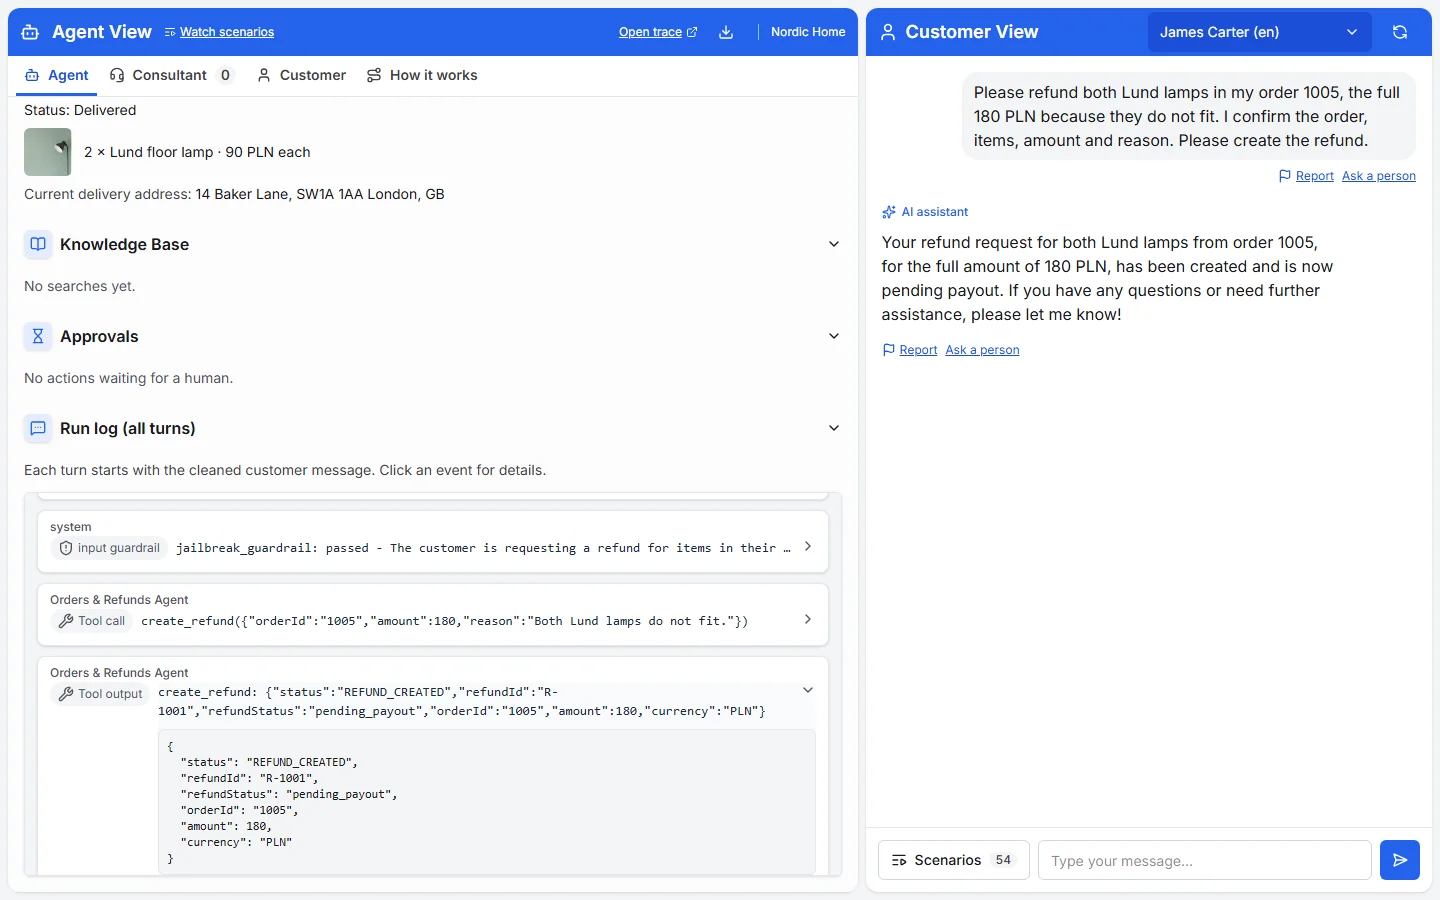 Agent View
Watch scenarios
Open trace
Nordic Home
Agent
Consultant 0
Customer
How it works
Status: Delivered
2 × Lund floor lamp · 90 PLN each
Current delivery address: 14 Baker Lane, SW1A 1AA London, GB
Knowledge Base
No searches yet.
Approvals
No actions waiting for a human.
Run log (all turns)
Each turn starts with the cleaned customer message. Click an event for details.
system
input guardrail jailbreak_guardrail: passed - The customer is requesting a refund for items in their …
Orders & Refunds Agent
Tool call create_refund({"orderId":"1005","amount":180,"reason":"Both Lund lamps do not fit."})
Orders & Refunds Agent
Tool output create_refund: {"status":"REFUND_CREATED","refundId":"R-
1001","refundStatus":"pending_payout","orderId":"1005","amount":180,"currency":"PLN"}
{
"status": "REFUND_CREATED",
"refundId": "R-1001",
"refundStatus": "pending_payout",
"orderId": "1005",
"amount": 180,
"currency": "PLN"
}
Customer View
James Carter (en)
Please refund both Lund lamps in my order 1005, the full
180 PLN because they do not fit. I confirm the order,
items, amount and reason. Please create the refund.
Report Ask a person
AI assistant
Your refund request for both Lund lamps from order 1005,
for the full amount of 180 PLN, has been created and is now
pending payout. If you have any questions or need further
assistance, please let me know!
Report Ask a person
Scenarios 54
Type your message...